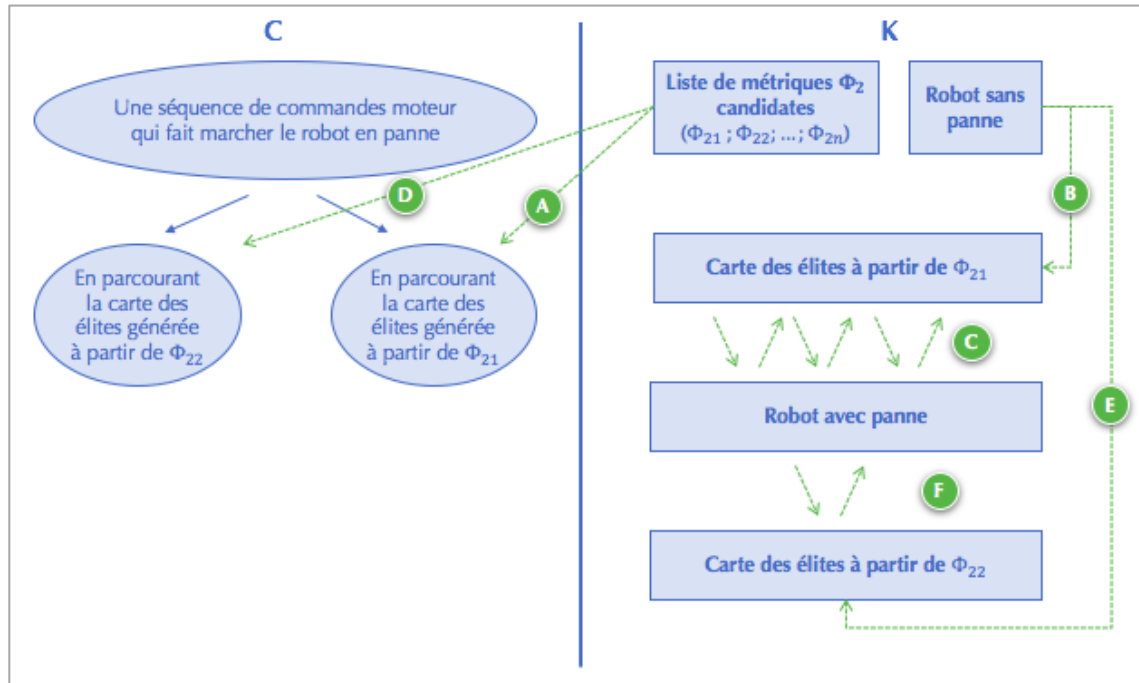 C
Une séquence de commandes moteur
qui fait marcher le robot en panne
D
A
En parcourant
la carte des
élites générée
à partir de Φ22
En parcourant
la carte des
élites générée
à partir de Φ21
K
Liste de métriques Φ2
candidates
(Φ21 ; Φ22; ...; Φ2n)
Robot sans
panne
B
Carte des élites à partir de Φ21
C
Robot avec panne
E
F
Carte des élites à partir de Φ22